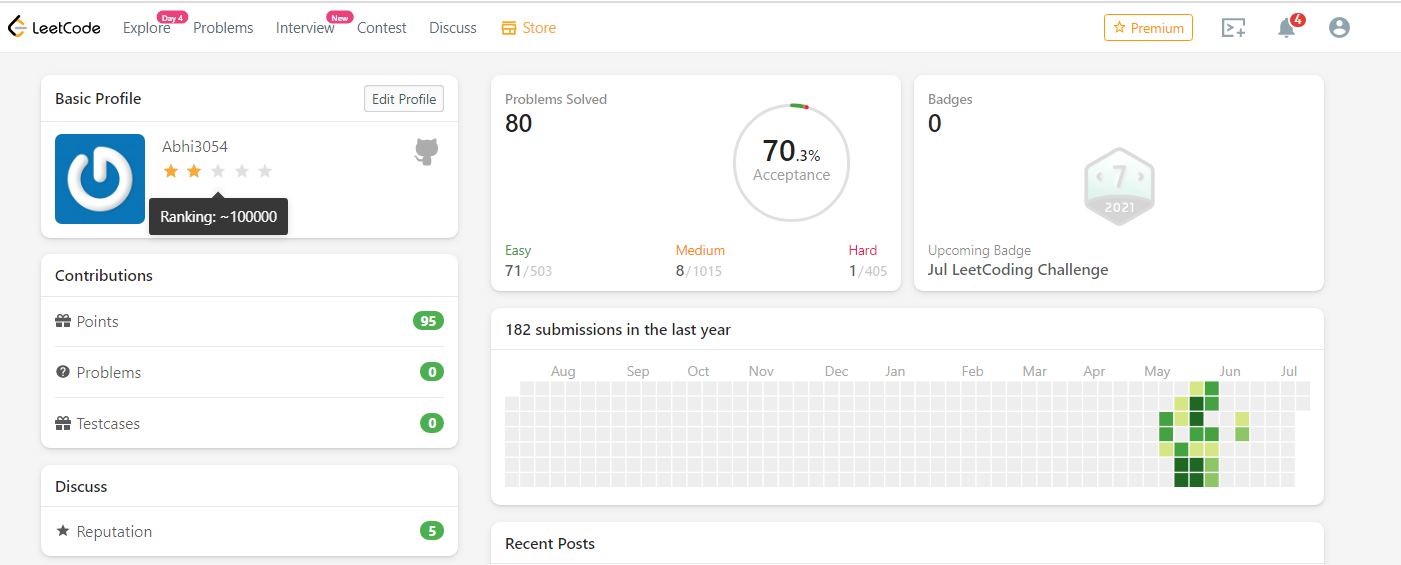 LeetCode Explore Day 4 Problems Interview New Contest Discuss Store Premium 4
Basic Profile Edit Profile
Abhi3054
Ranking: ~100000
Contributions
Points 95
Problems 0
Testcases 0
Discuss
Reputation 5
Problems Solved
80
70.3%
Acceptance
Easy Medium Hard
71/503 8/1015 1/405
Badges
0
7
2021
Upcoming Badge
Jul LeetCoding Challenge
182 submissions in the last year
Aug Sep Oct Nov Dec Jan Feb Mar Apr May Jun Jul
Recent Posts